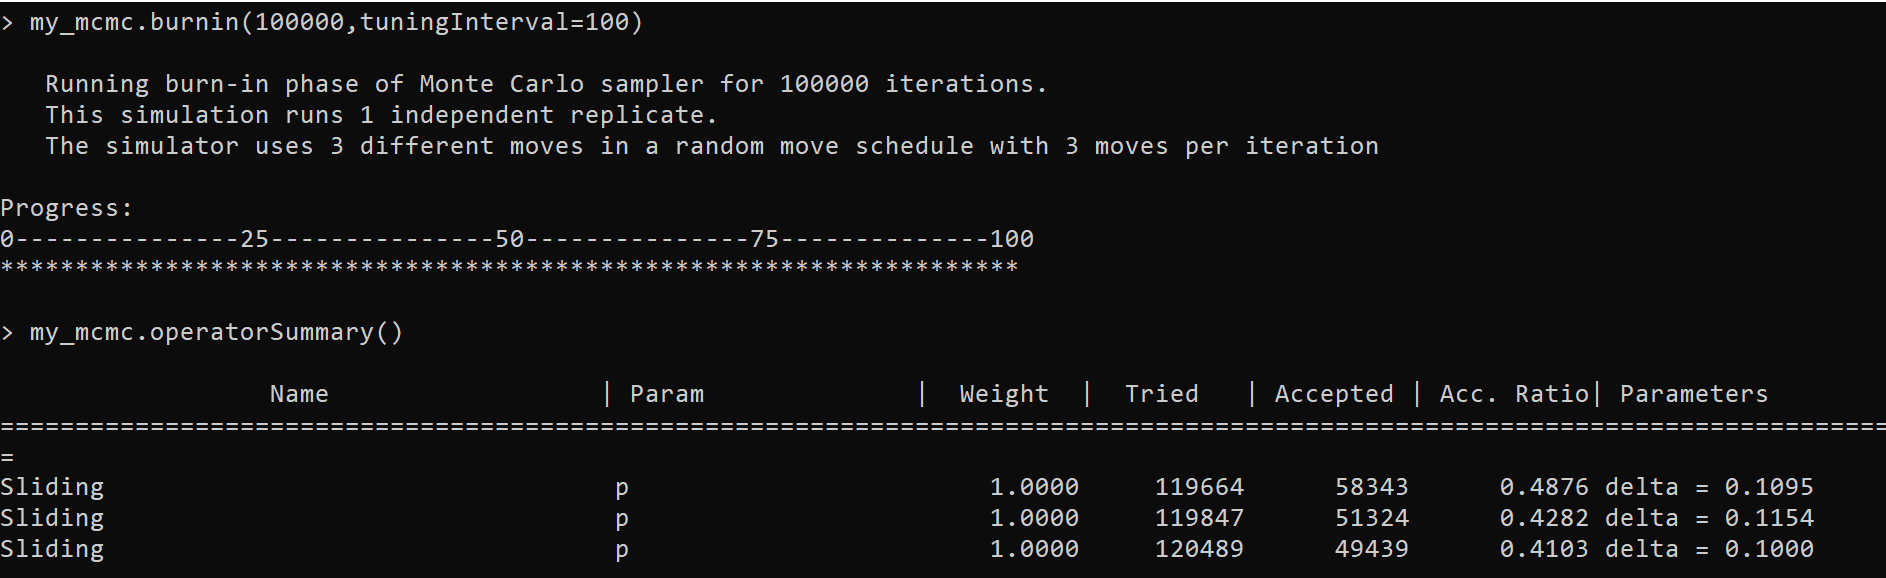 > my_mcmc.burnin(100000,tuningInterval=100)
Running burn-in phase of Monte Carlo sampler for 100000 iterations.
This simulation runs 1 independent replicate.
The simulator uses 3 different moves in a random move schedule with 3 moves per iteration
Progress:
0---------------25---------------50---------------75--------------100
********************************************************************
> my_mcmc.operatorSummary()
Name | Param | Weight | Tried | Accepted | Acc. Ratio| Parameters
==============================================================================================================================
=
Sliding p 1.0000 119664 58343 0.4876 delta = 0.1095
Sliding p 1.0000 119847 51324 0.4282 delta = 0.1154
Sliding p 1.0000 120489 49439 0.4103 delta = 0.1000